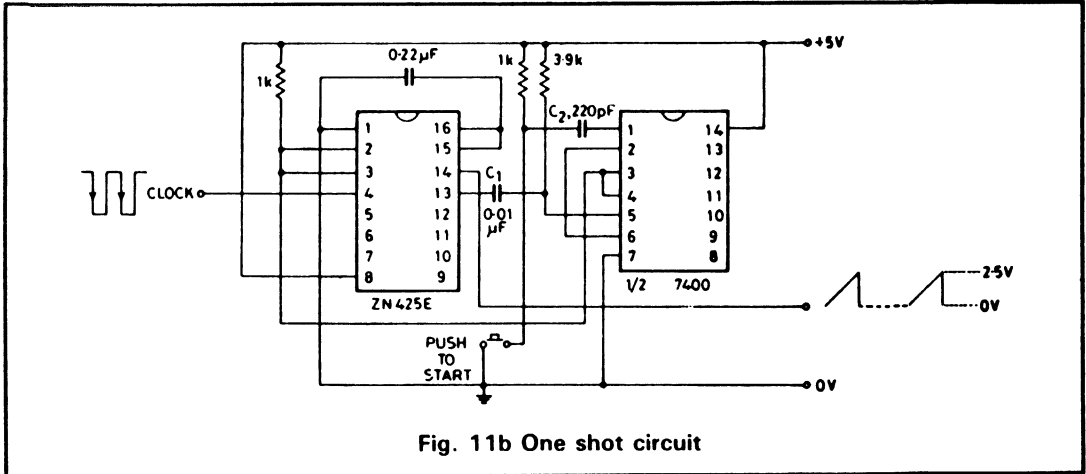 0·22µF
+5V
1k
1k
3·9k
C2, 220pF
1 16
2 15
3 14
4 13
5 12
6 11
7 10
8 9
ZN425E
CLOCK
C1
0·01
µF
1 14
2 13
3 12
4 11
5 10
6 9
7 8
1/2 7400
2·5V
0V
PUSH
TO
START
0V
Fig. 11b One shot circuit